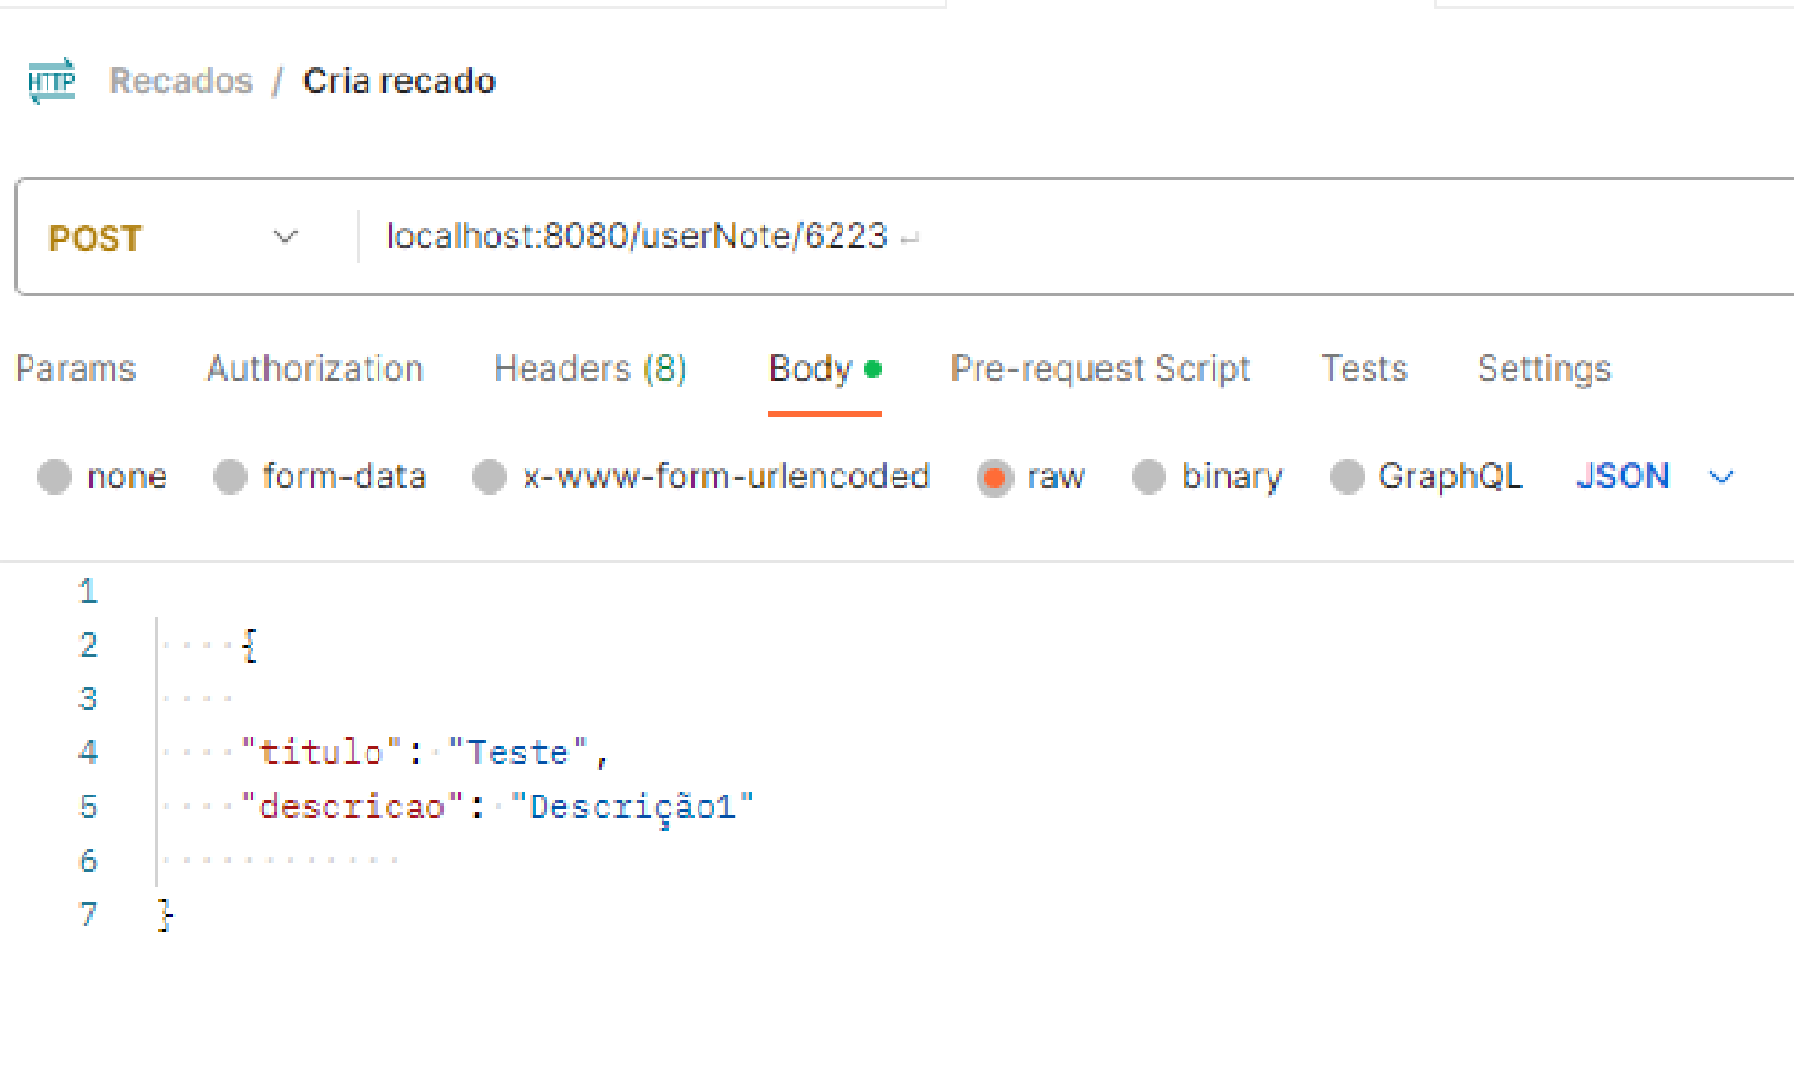 HTTP Recados / Cria recado
POST localhost:8080/userNote/6223 ↵
Params Authorization Headers (8) Body Pre-request Script Tests Settings
none form-data x-www-form-urlencoded raw binary GraphQL JSON
1
2 {
3
4 "titulo": "Teste",
5 "descricao": "Descrição1"
6
7 }